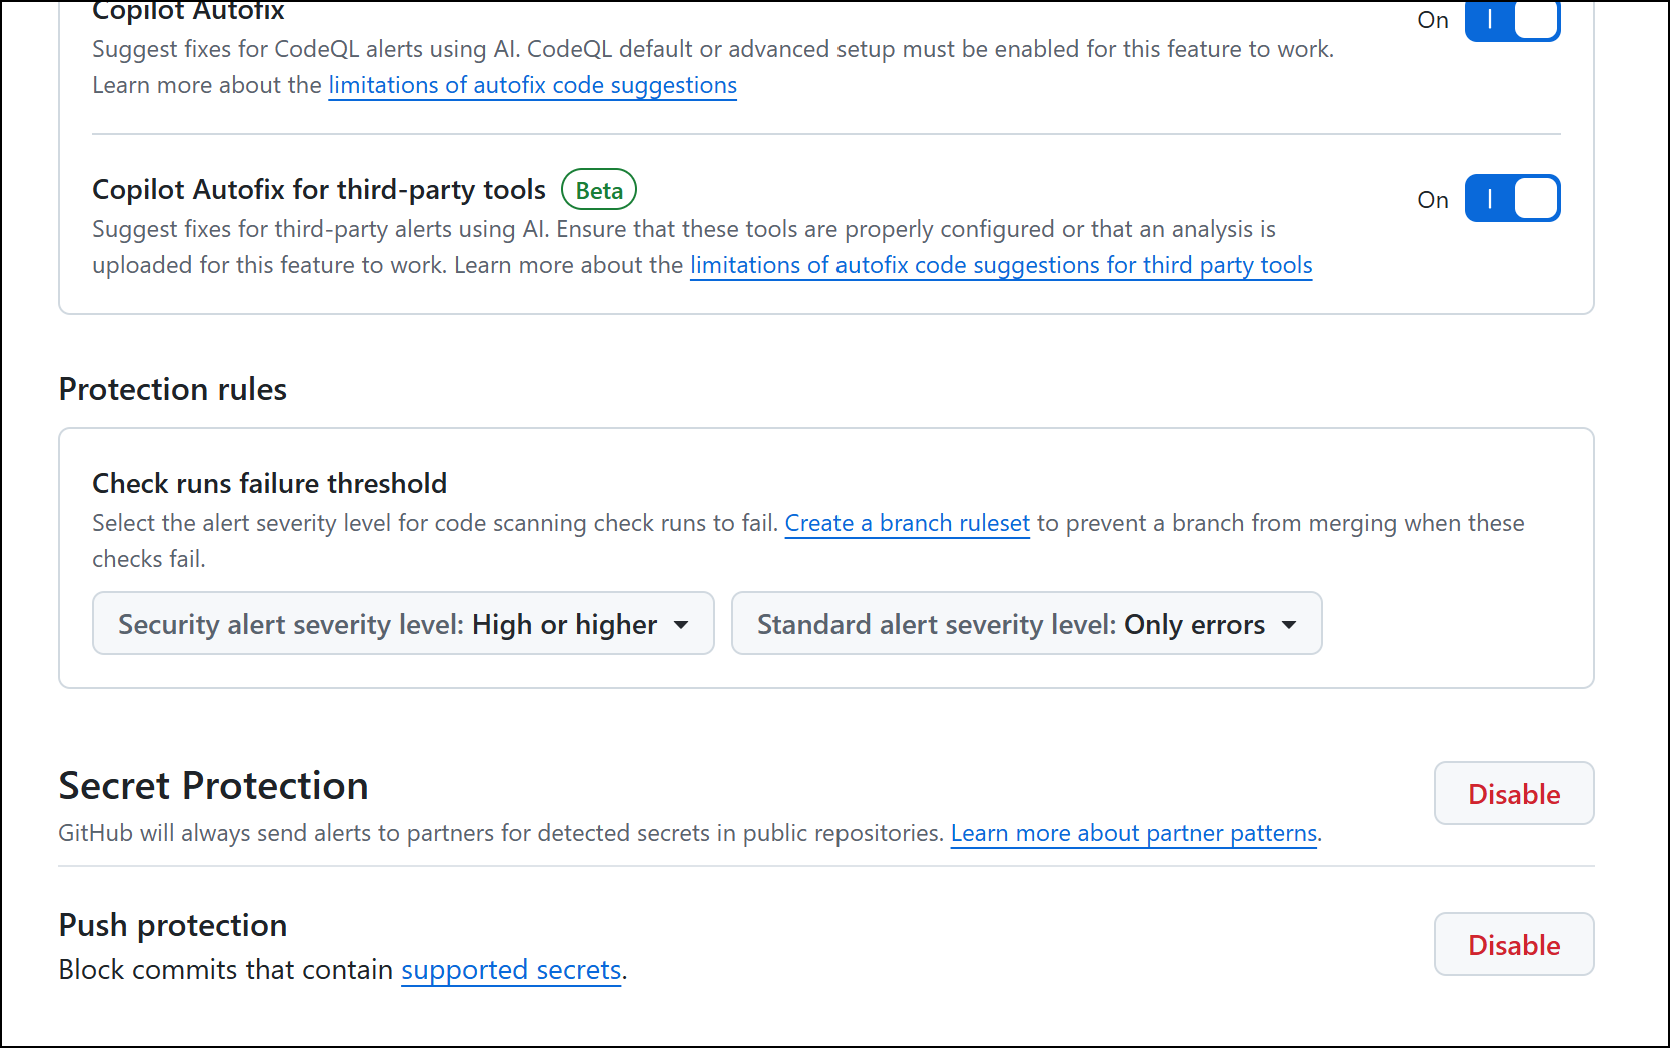 Copilot Autofix
On
Suggest fixes for CodeQL alerts using AI. CodeQL default or advanced setup must be enabled for this feature to work.
Learn more about the limitations of autofix code suggestions
Copilot Autofix for third-party tools Beta
On
Suggest fixes for third-party alerts using AI. Ensure that these tools are properly configured or that an analysis is
uploaded for this feature to work. Learn more about the limitations of autofix code suggestions for third party tools
Protection rules
Check runs failure threshold
Select the alert severity level for code scanning check runs to fail. Create a branch ruleset to prevent a branch from merging when these
checks fail.
Security alert severity level: High or higher
Standard alert severity level: Only errors
Secret Protection
Disable
GitHub will always send alerts to partners for detected secrets in public repositories. Learn more about partner patterns.
Push protection
Disable
Block commits that contain supported secrets.